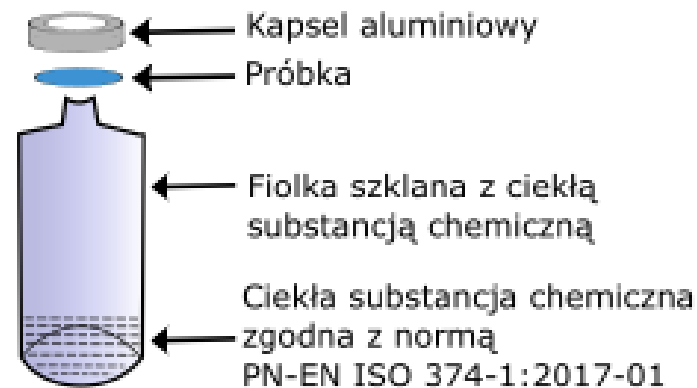 Kapsel aluminiowy
Próbka
Fiolka szklana z ciekłą
substancją chemiczną
Ciekła substancja chemiczna
zgodna z normą
PN-EN ISO 374-1:2017-01